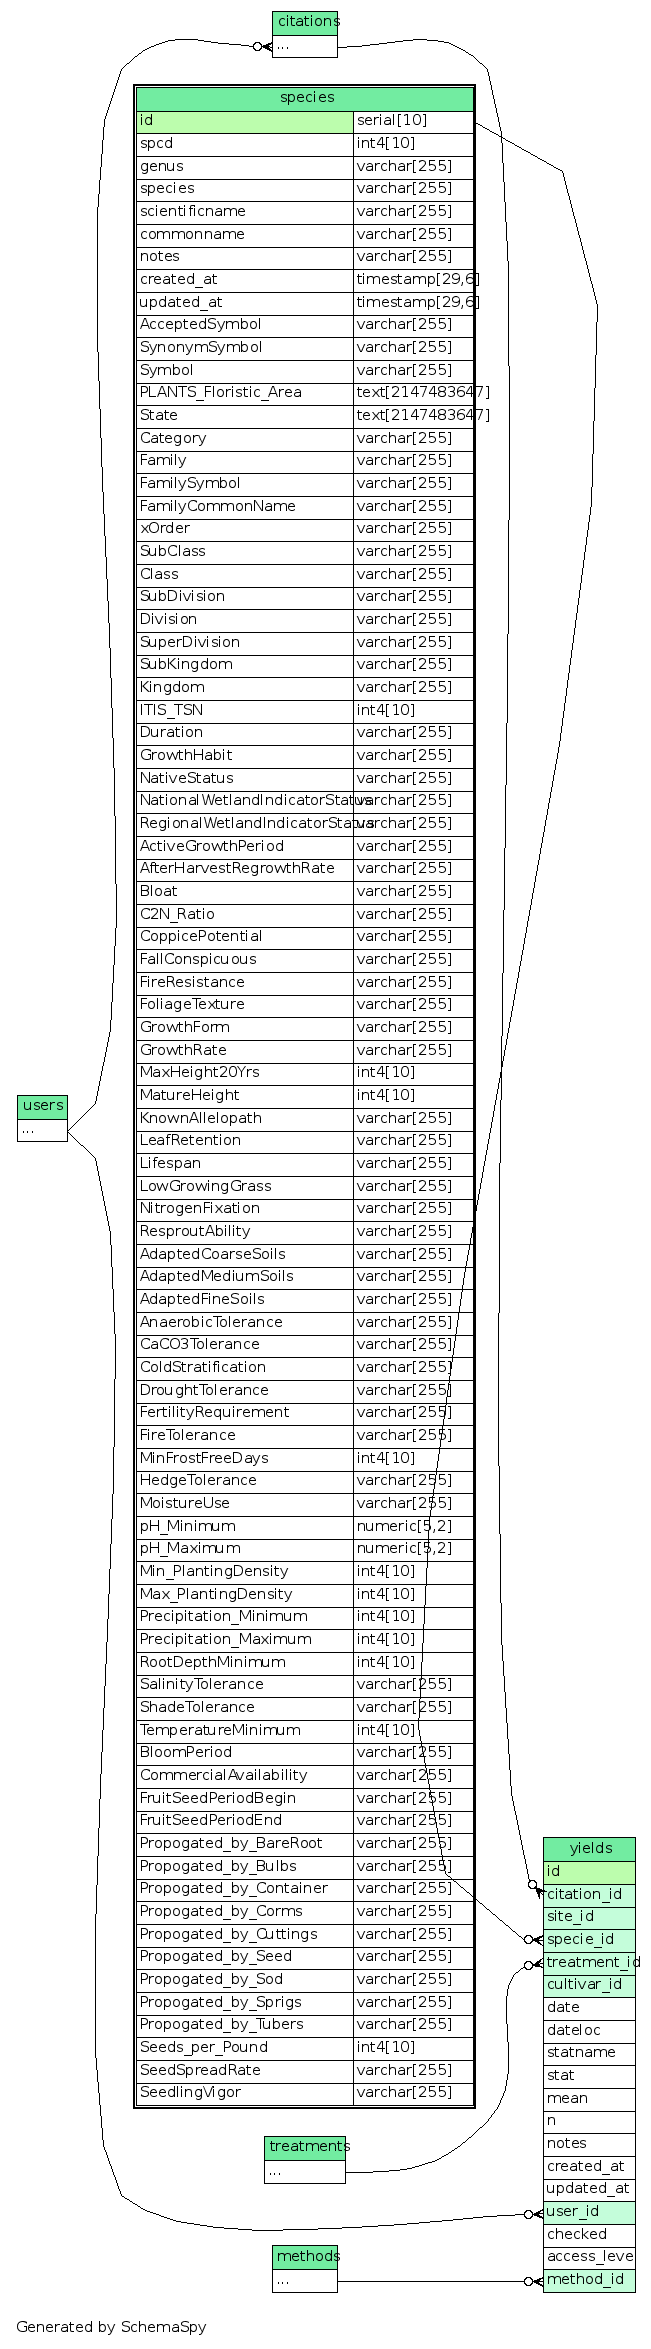 citations
...
species
id serial[10]
spcd int4[10]
genus varchar[255]
species varchar[255]
scientificname varchar[255]
commonname varchar[255]
notes varchar[255]
created_at timestamp[29,6]
updated_at timestamp[29,6]
AcceptedSymbol varchar[255]
SynonymSymbol varchar[255]
Symbol varchar[255]
PLANTS_Floristic_Area text[2147483647]
State text[2147483647]
Category varchar[255]
Family varchar[255]
FamilySymbol varchar[255]
FamilyCommonName varchar[255]
xOrder varchar[255]
SubClass varchar[255]
Class varchar[255]
SubDivision varchar[255]
Division varchar[255]
SuperDivision varchar[255]
SubKingdom varchar[255]
Kingdom varchar[255]
ITIS_TSN int4[10]
Duration varchar[255]
GrowthHabit varchar[255]
NativeStatus varchar[255]
NationalWetlandIndicatorStatus varchar[255]
RegionalWetlandIndicatorStatus varchar[255]
ActiveGrowthPeriod varchar[255]
AfterHarvestRegrowthRate varchar[255]
Bloat varchar[255]
C2N_Ratio varchar[255]
CoppicePotential varchar[255]
FallConspicuous varchar[255]
FireResistance varchar[255]
FoliageTexture varchar[255]
GrowthForm varchar[255]
GrowthRate varchar[255]
MaxHeight20Yrs int4[10]
MatureHeight int4[10]
KnownAllelopath varchar[255]
LeafRetention varchar[255]
Lifespan varchar[255]
LowGrowingGrass varchar[255]
NitrogenFixation varchar[255]
ResproutAbility varchar[255]
AdaptedCoarseSoils varchar[255]
AdaptedMediumSoils varchar[255]
AdaptedFineSoils varchar[255]
AnaerobicTolerance varchar[255]
CaCO3Tolerance varchar[255]
ColdStratification varchar[255]
DroughtTolerance varchar[255]
FertilityRequirement varchar[255]
FireTolerance varchar[255]
MinFrostFreeDays int4[10]
HedgeTolerance varchar[255]
MoistureUse varchar[255]
pH_Minimum numeric[5,2]
pH_Maximum numeric[5,2]
Min_PlantingDensity int4[10]
Max_PlantingDensity int4[10]
Precipitation_Minimum int4[10]
Precipitation_Maximum int4[10]
RootDepthMinimum int4[10]
SalinityTolerance varchar[255]
ShadeTolerance varchar[255]
TemperatureMinimum int4[10]
BloomPeriod varchar[255]
CommercialAvailability varchar[255]
FruitSeedPeriodBegin varchar[255]
FruitSeedPeriodEnd varchar[255]
Propogated_by_BareRoot varchar[255]
Propogated_by_Bulbs varchar[255]
Propogated_by_Container varchar[255]
Propogated_by_Corms varchar[255]
Propogated_by_Cuttings varchar[255]
Propogated_by_Seed varchar[255]
Propogated_by_Sod varchar[255]
Propogated_by_Sprigs varchar[255]
Propogated_by_Tubers varchar[255]
Seeds_per_Pound int4[10]
SeedSpreadRate varchar[255]
SeedlingVigor varchar[255]
users
...
yields
id
citation_id
site_id
specie_id
treatment_id
cultivar_id
date
dateloc
statname
stat
mean
n
notes
created_at
updated_at
user_id
checked
access_level
method_id
treatments
...
methods
...
Generated by SchemaSpy